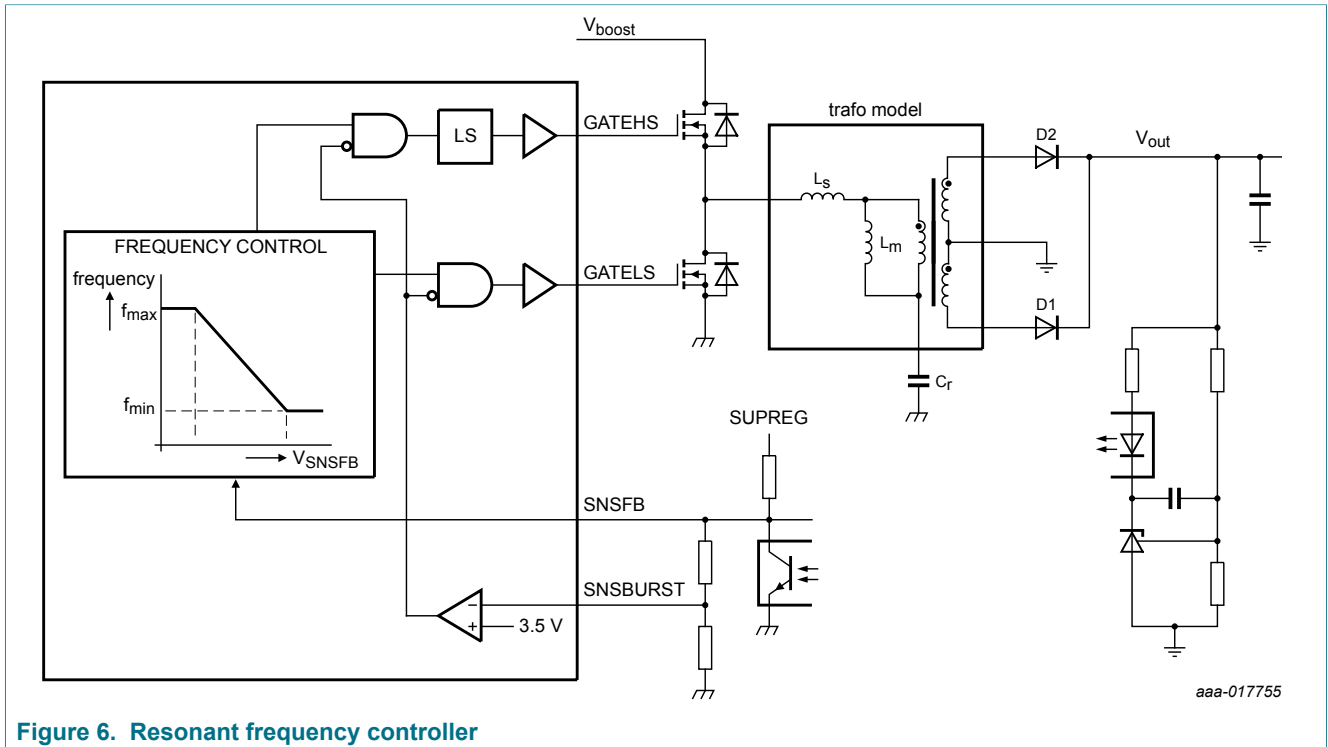 Vboost
trafo model
GATEHS
LS
D2
Vout
Ls
FREQUENCY CONTROL
Lm
frequency
GATELS
fmax
D1
Cr
fmin
SUPREG
VSNSFB
SNSFB
SNSBURST
−
+
3.5 V
aaa-017755
Figure 6. Resonant frequency controller